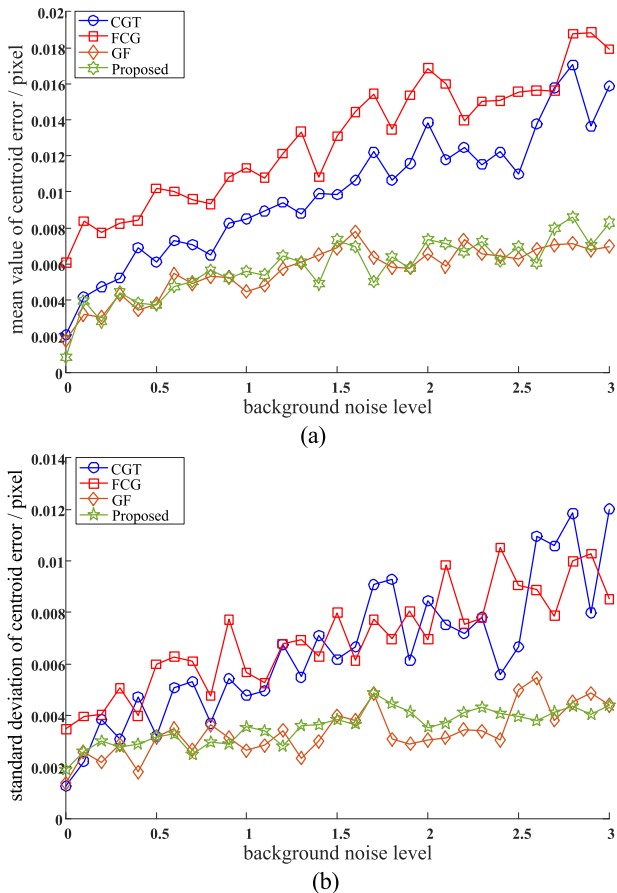 (a)
0.02
0.018
0.016
0.014
0.012
0.01
0.008
0.006
0.004
0.002
0
mean value of centroid error / pixel
CGT
FCG
GF
Proposed
0 0.5 1 1.5 2 2.5 3
background noise level
(a)
0.014
0.012
0.01
0.008
0.006
0.004
0.002
0
standard deviation of centroid error / pixel
CGT
FCG
GF
Proposed
0 0.5 1 1.5 2 2.5 3
background noise level
(b)